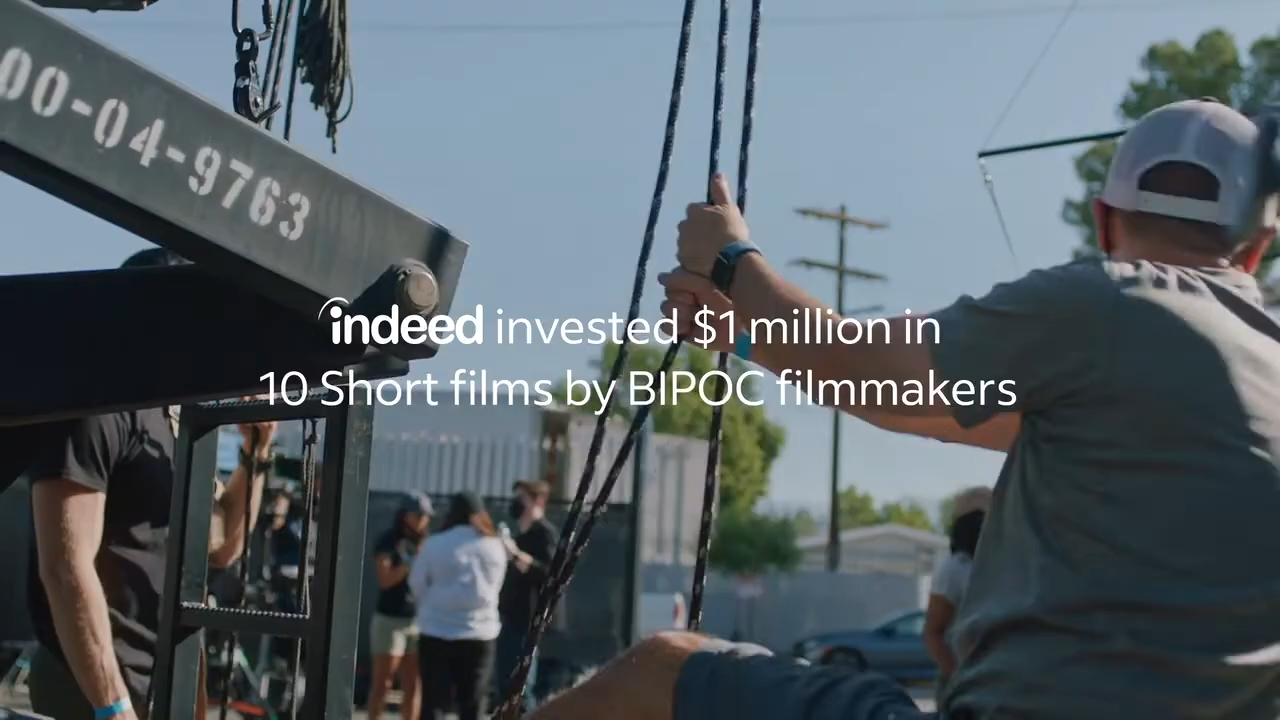 00-04-9763
indeed invested $1 million in
10 Short films by BIPOC filmmakers